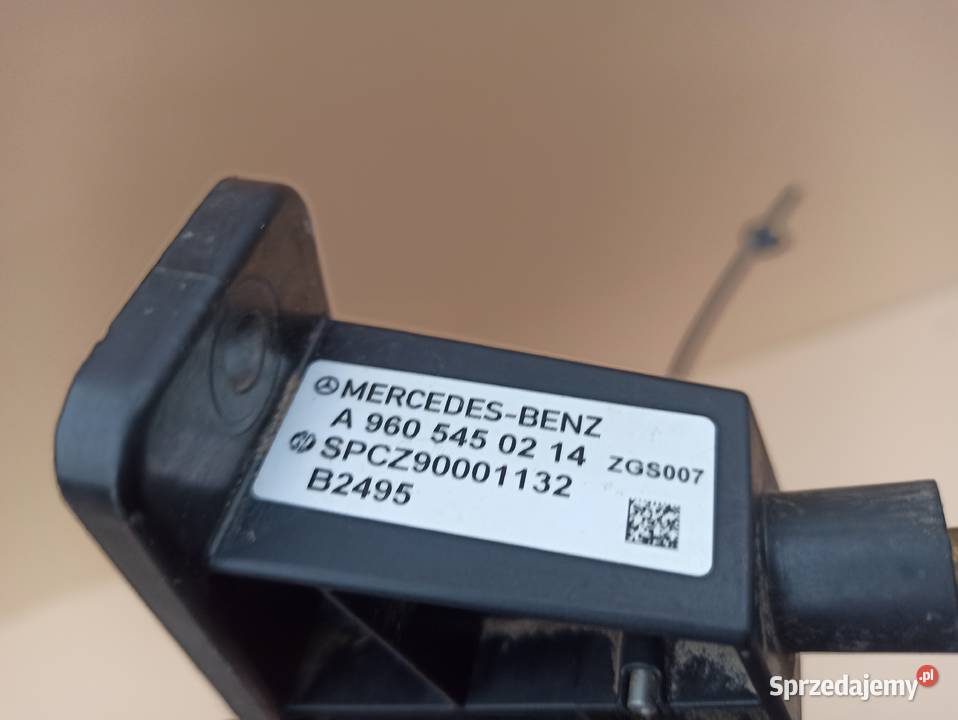 MERCEDES-BENZ
A 960 545 02 14 ZGS007
SPCZ90001132
B2495
Sprzedajemy.pl